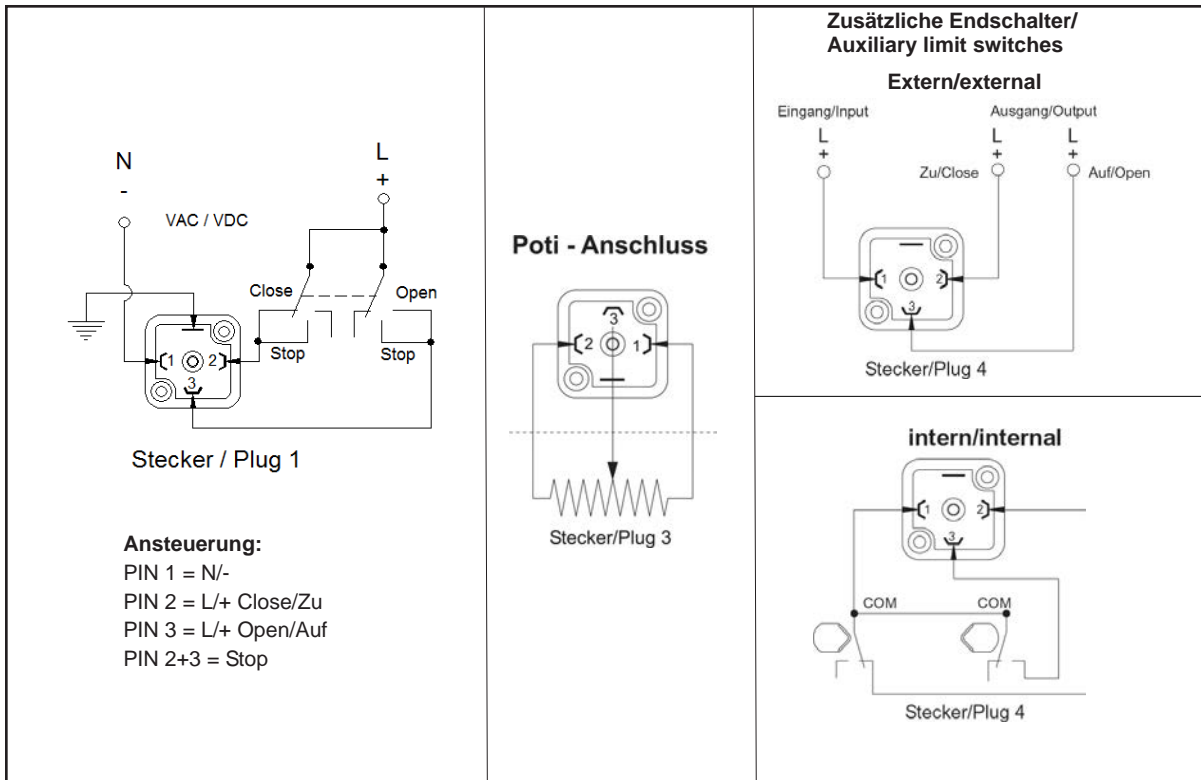 N
-
VAC / VDC
L
+
Close
Open
Stop
Stop
1
2
3
Stecker / Plug 1
Ansteuerung:
PIN 1 = N/-
PIN 2 = L/+ Close/Zu
PIN 3 = L/+ Open/Auf
PIN 2+3 = Stop
Poti - Anschluss
3
2
1
Stecker/Plug 3
Zusätzliche Endschalter/
Auxiliary limit switches
Extern/external
Eingang/Input
Ausgang/Output
L
+
L
+
L
+
Zu/Close
Auf/Open
1
2
3
Stecker/Plug 4
intern/internal
1
2
3
COM
COM
Stecker/Plug 4